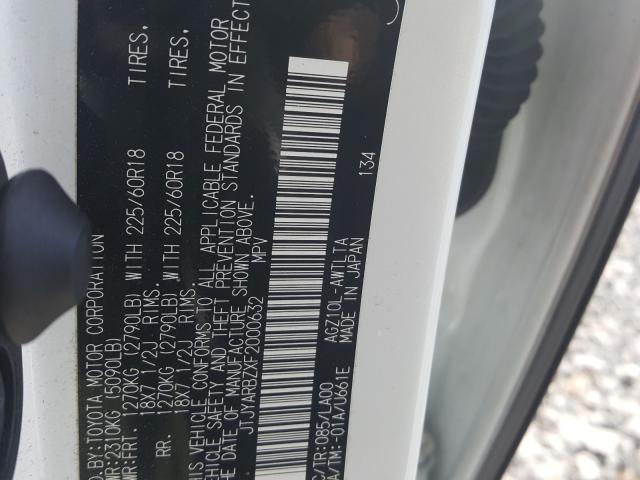 D.BY:TOYOTA MOTOR CORPORATION
WR:2310KG (5090LB)
WR:FRT. 1270KG (2790LB) WITH 225/60R18 TIRES,
18X7 1/2J RIMS.
RR. 1270KG (2790LB) WITH 225/60R18 TIRES,
18X7 1/2J RIMS.
THIS VEHICLE CONFORMS TO ALL APPLICABLE FEDERAL MOTOR
VEHICLE SAFETY AND THEFT PREVENTION STANDARDS IN EFFECT
THE DATE OF MANUFACTURE SHOWN ABOVE.
JTJYARBZXF2000632 MPV
C/TR:085/LA00 AGZ10L-AWTLTA
A/TM:-01A/U661E MADE IN JAPAN 134